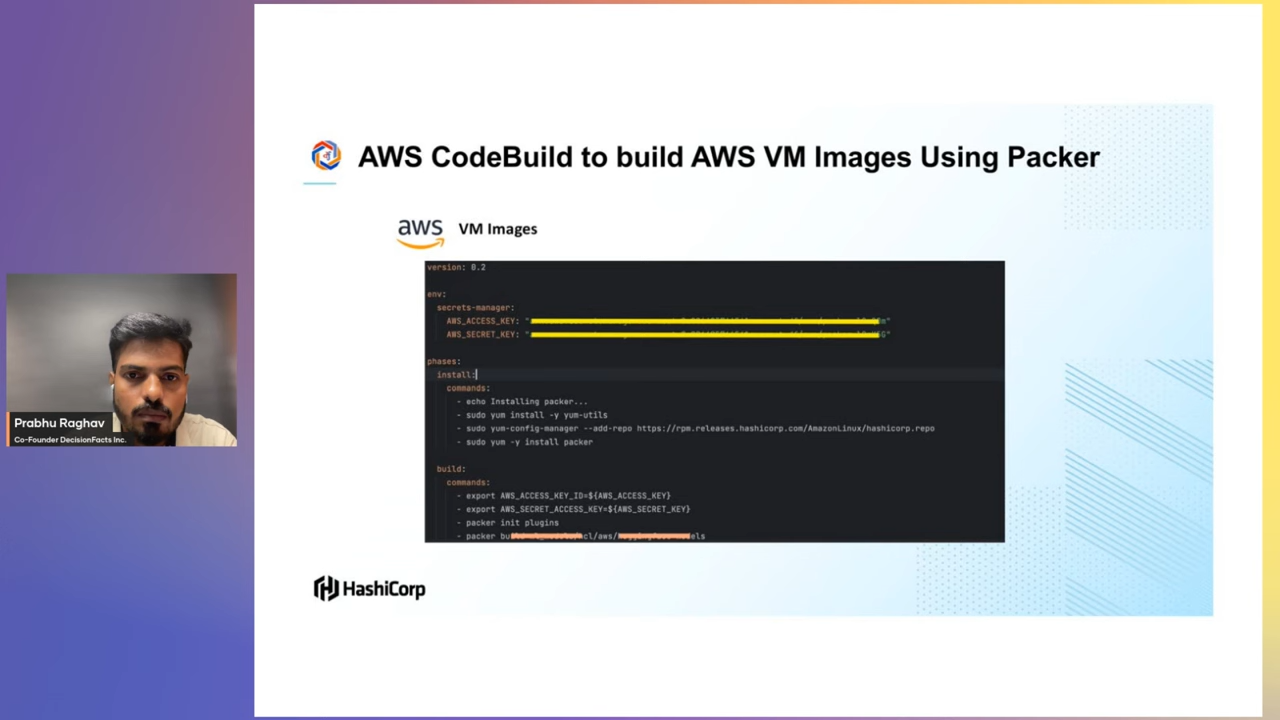 AWS CodeBuild to build AWS VM Images Using Packer
aws VM Images
version: 0.2
env:
secrets-manager:
AWS_ACCESS_KEY: "
AWS_SECRET_KEY: "
phases:
install:
commands:
- echo Installing packer...
- sudo yum install -y yum-utils
- sudo yum-config-manager --add-repo https://rpm.releases.hashicorp.com/AmazonLinux/hashicorp.repo
- sudo yum -y install packer
build:
commands:
- export AWS_ACCESS_KEY_ID=${AWS_ACCESS_KEY}
- export AWS_SECRET_ACCESS_KEY=${AWS_SECRET_KEY}
- packer init plugins
- packer
HashiCorp
Prabhu Raghav
Co-Founder DecisionFacts Inc.